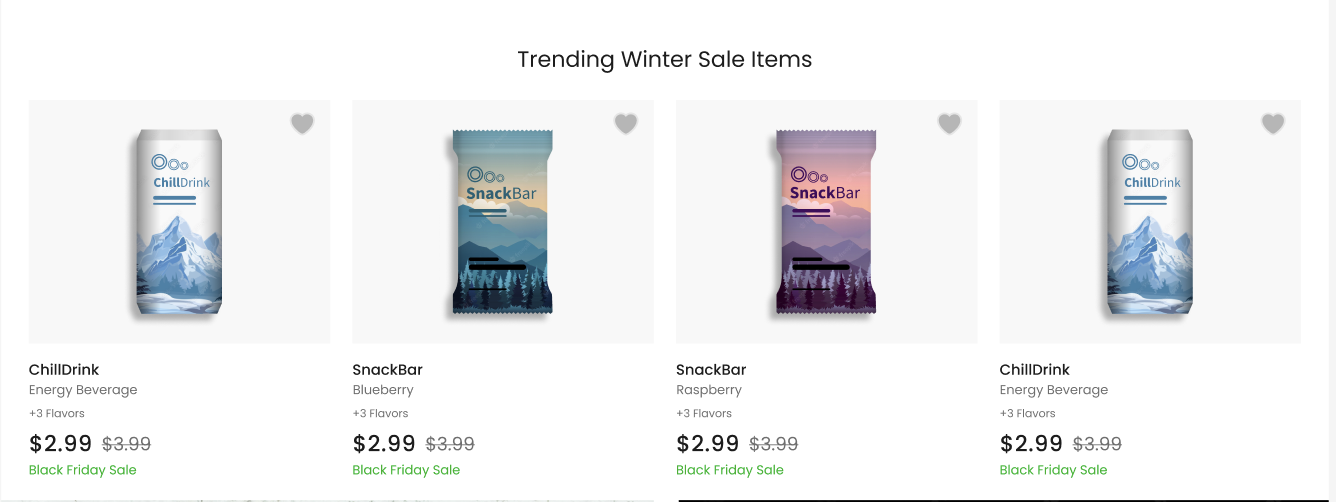 Trending Winter Sale Items
ChillDrink
SnackBar
SnackBar
ChillDrink
ChillDrink
Energy Beverage
+3 Flavors
$2.99 $3.99
Black Friday Sale
SnackBar
Blueberry
+3 Flavors
$2.99 $3.99
Black Friday Sale
SnackBar
Raspberry
+3 Flavors
$2.99 $3.99
Black Friday Sale
ChillDrink
Energy Beverage
+3 Flavors
$2.99 $3.99
Black Friday Sale